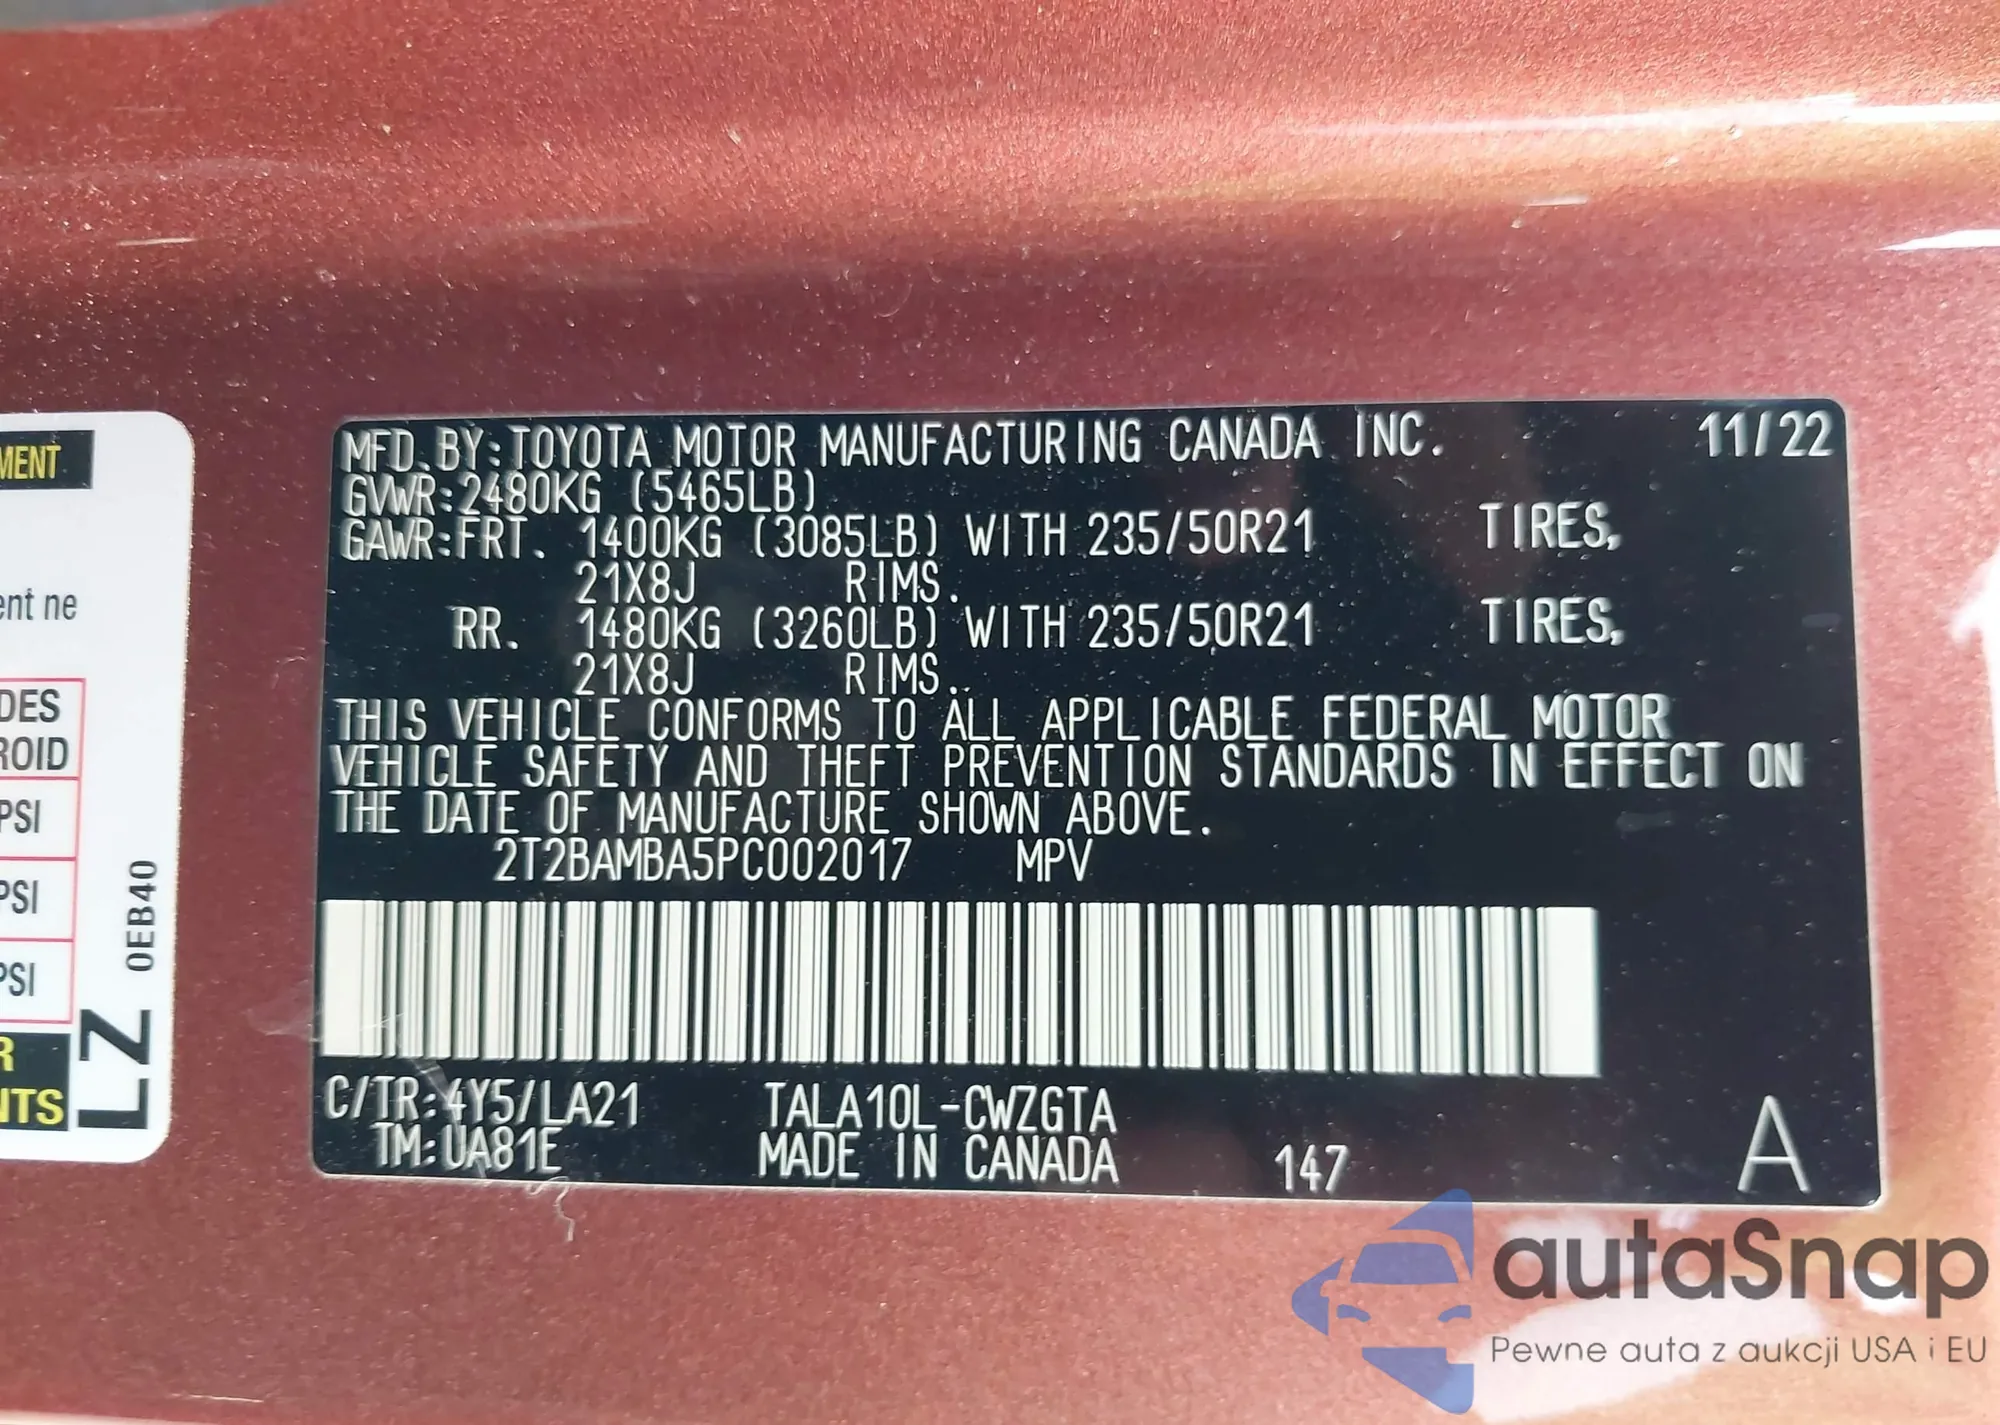 MENT
ent ne
DES
ROID
PSI
PSI
PSI
R
NTS
LZ
0EB40
MFD. BY: TOYOTA MOTOR MANUFACTURING CANADA INC. 11/22
GVWR: 2480KG (5465LB)
GAWR: FRT. 1400KG (3085LB) WITH 235/50R21 TIRES,
21X8J RIMS.
RR. 1480KG (3260LB) WITH 235/50R21 TIRES,
21X8J RIMS.
THIS VEHICLE CONFORMS TO ALL APPLICABLE FEDERAL MOTOR
VEHICLE SAFETY AND THEFT PREVENTION STANDARDS IN EFFECT ON
THE DATE OF MANUFACTURE SHOWN ABOVE.
2T2BAMBA5PC002017 MPV
C/TR: 4Y5/LA21 TALA10L-CWZGTA
TM: UA81E MADE IN CANADA 147 A
autaSnap
Pewne auta z aukcji USA i EU